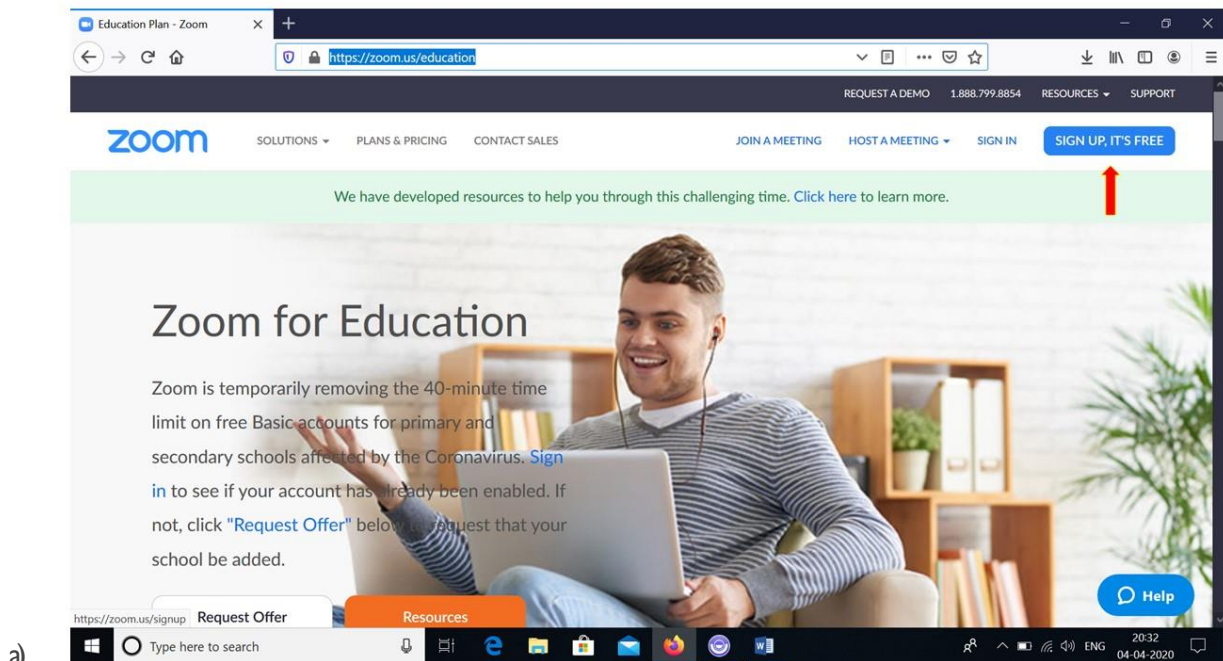 Education Plan - Zoom
https://zoom.us/education
REQUEST A DEMO 1.888.799.8854 RESOURCES SUPPORT
zoom SOLUTIONS PLANS & PRICING CONTACT SALES JOIN A MEETING HOST A MEETING SIGN IN SIGN UP, IT'S FREE
We have developed resources to help you through this challenging time. Click here to learn more.
Zoom for Education
Zoom is temporarily removing the 40-minute time
limit on free Basic accounts for primary and
secondary schools affected by the Coronavirus. Sign
in to see if your account has already been enabled. If
not, click "Request Offer" below to request that your
school be added.
Request Offer Resources
Help
https://zoom.us/signup
Type here to search ENG 20:32
04-04-2020
a)